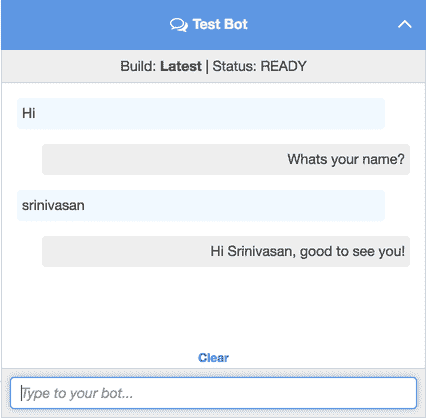 Test Bot
Build: Latest | Status: READY
Hi
Whats your name?
srinivasan
Hi Srinivasan, good to see you!
Clear
Type to your bot...